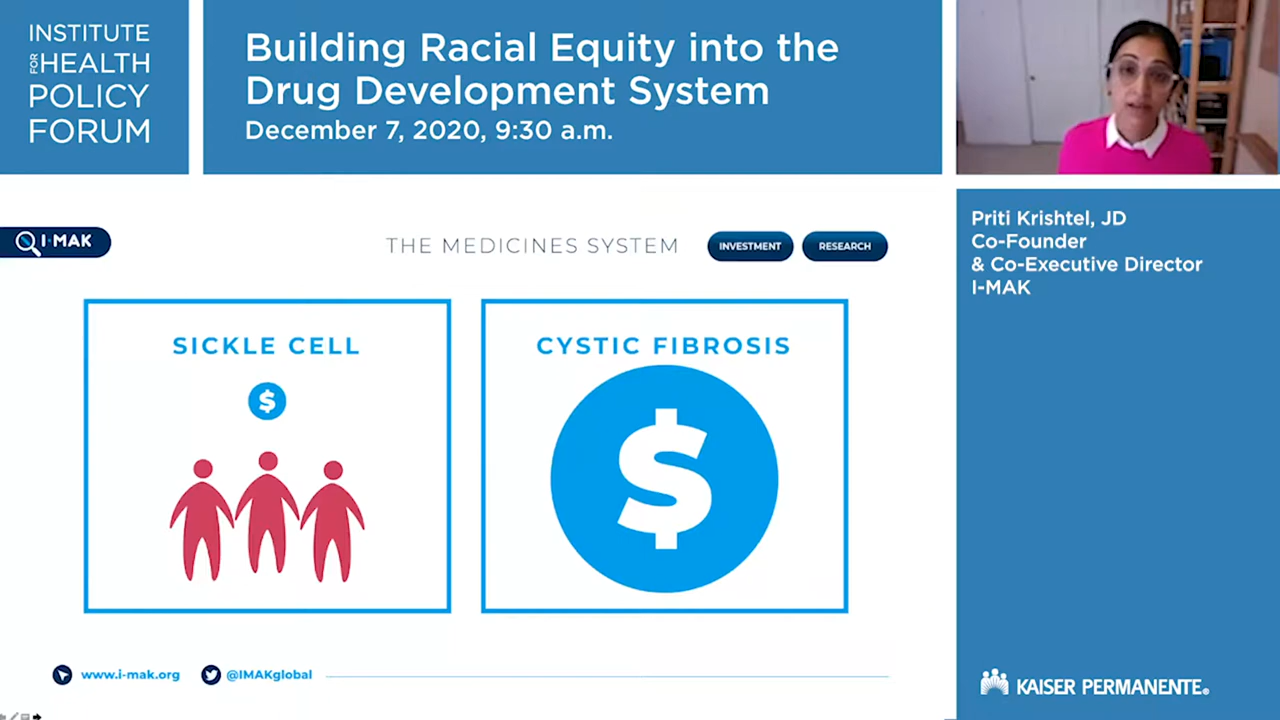 INSTITUTE
FOR HEALTH
POLICY
FORUM
Building Racial Equity into the
Drug Development System
December 7, 2020, 9:30 a.m.
Priti Krishtel, JD
Co-Founder
& Co-Executive Director
I-MAK
I-MAK
THE MEDICINES SYSTEM
INVESTMENT
RESEARCH
SICKLE CELL
$
CYSTIC FIBROSIS
$
www.i-mak.org
@IMAKglobal
KAISER PERMANENTE®